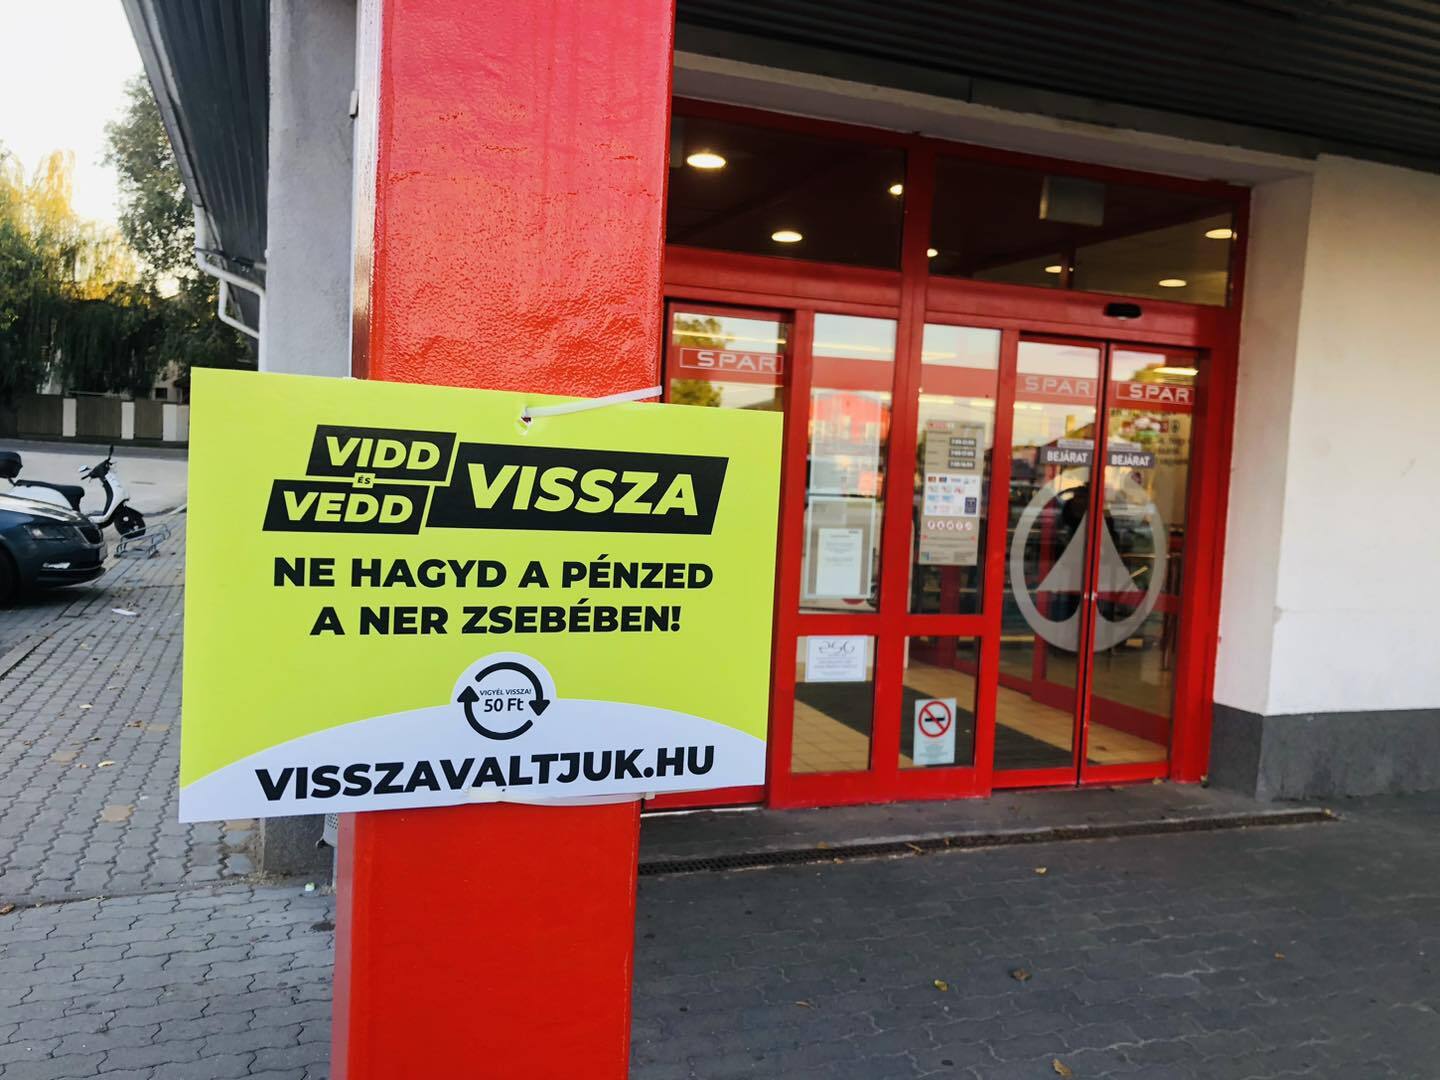 VIDD
ÉS
VEDD
VISSZA
NE HAGYD A PÉNZED
A NER ZSEBÉBEN!
VIGYÉL VISSZA!
50 Ft
VISSZAVALTJUK.HU
SPAR
SPAR
SPAR
BEJÁRAT
BEJÁRAT